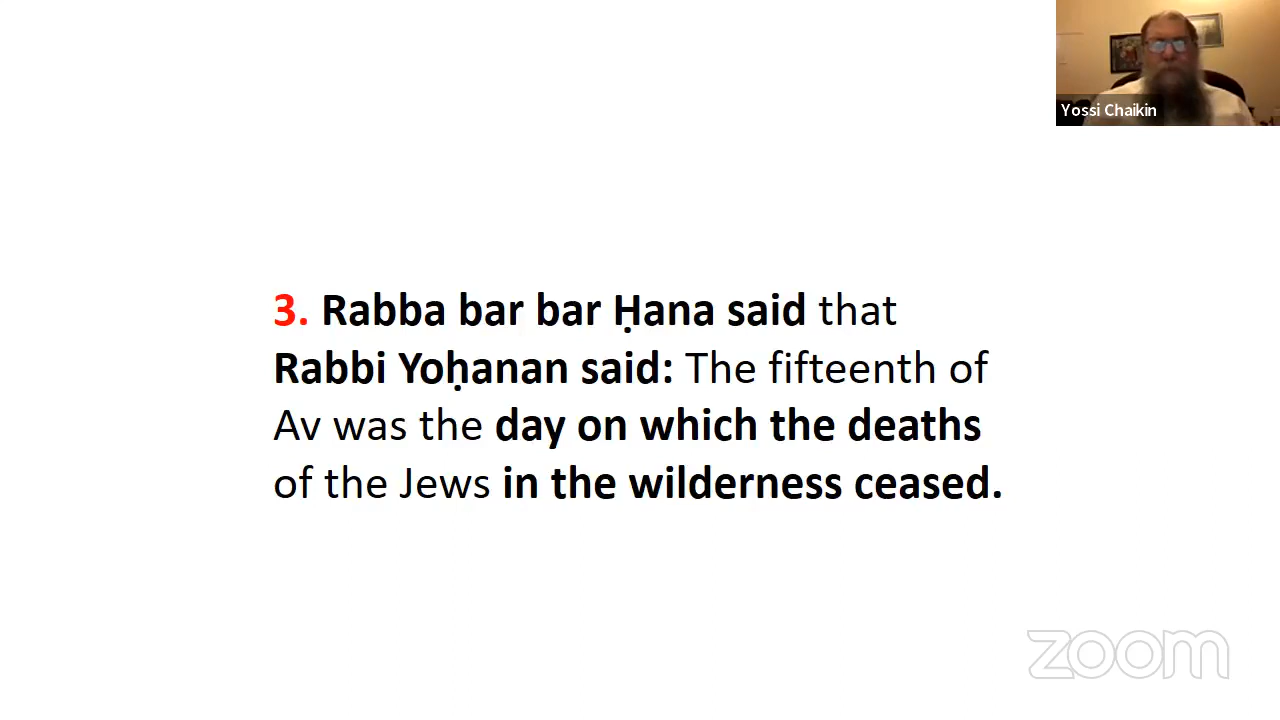 Yossi Chaikin
3. Rabba bar bar Ḥana said that
Rabbi Yoḥanan said: The fifteenth of
Av was the day on which the deaths
of the Jews in the wilderness ceased.
zoom